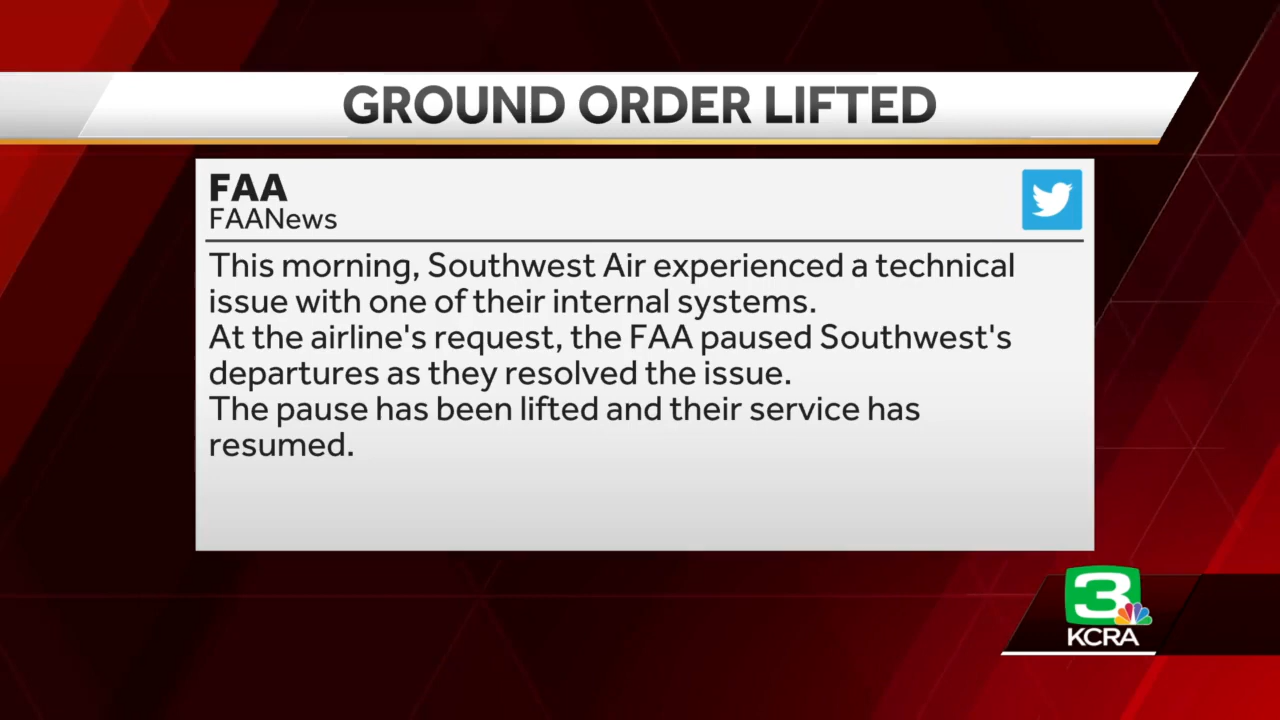 GROUND ORDER LIFTED
FAA
FAANews
This morning, Southwest Air experienced a technical
issue with one of their internal systems.
At the airline's request, the FAA paused Southwest's
departures as they resolved the issue.
The pause has been lifted and their service has
resumed.
3
KCRA